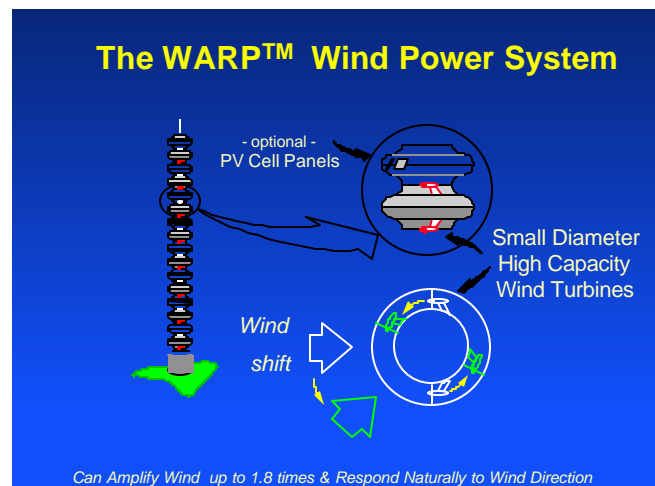 The WARP™ Wind Power System
- optional -
PV Cell Panels
Small Diameter
High Capacity
Wind Turbines
Wind
shift
Can Amplify Wind up to 1.8 times & Respond Naturally to Wind Direction